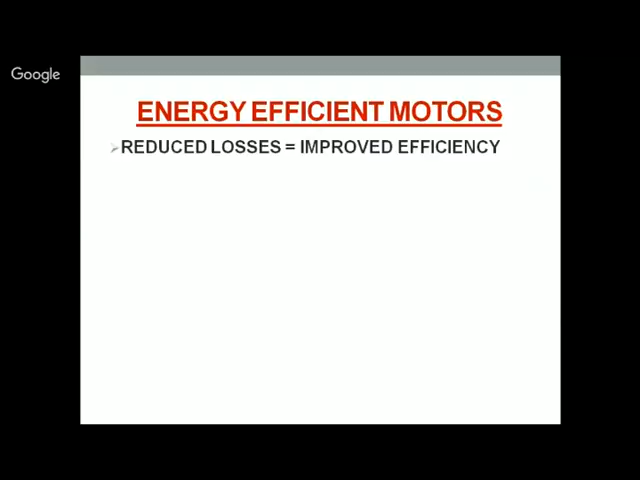 Google
ENERGY EFFICIENT MOTORS
REDUCED LOSSES = IMPROVED EFFICIENCY